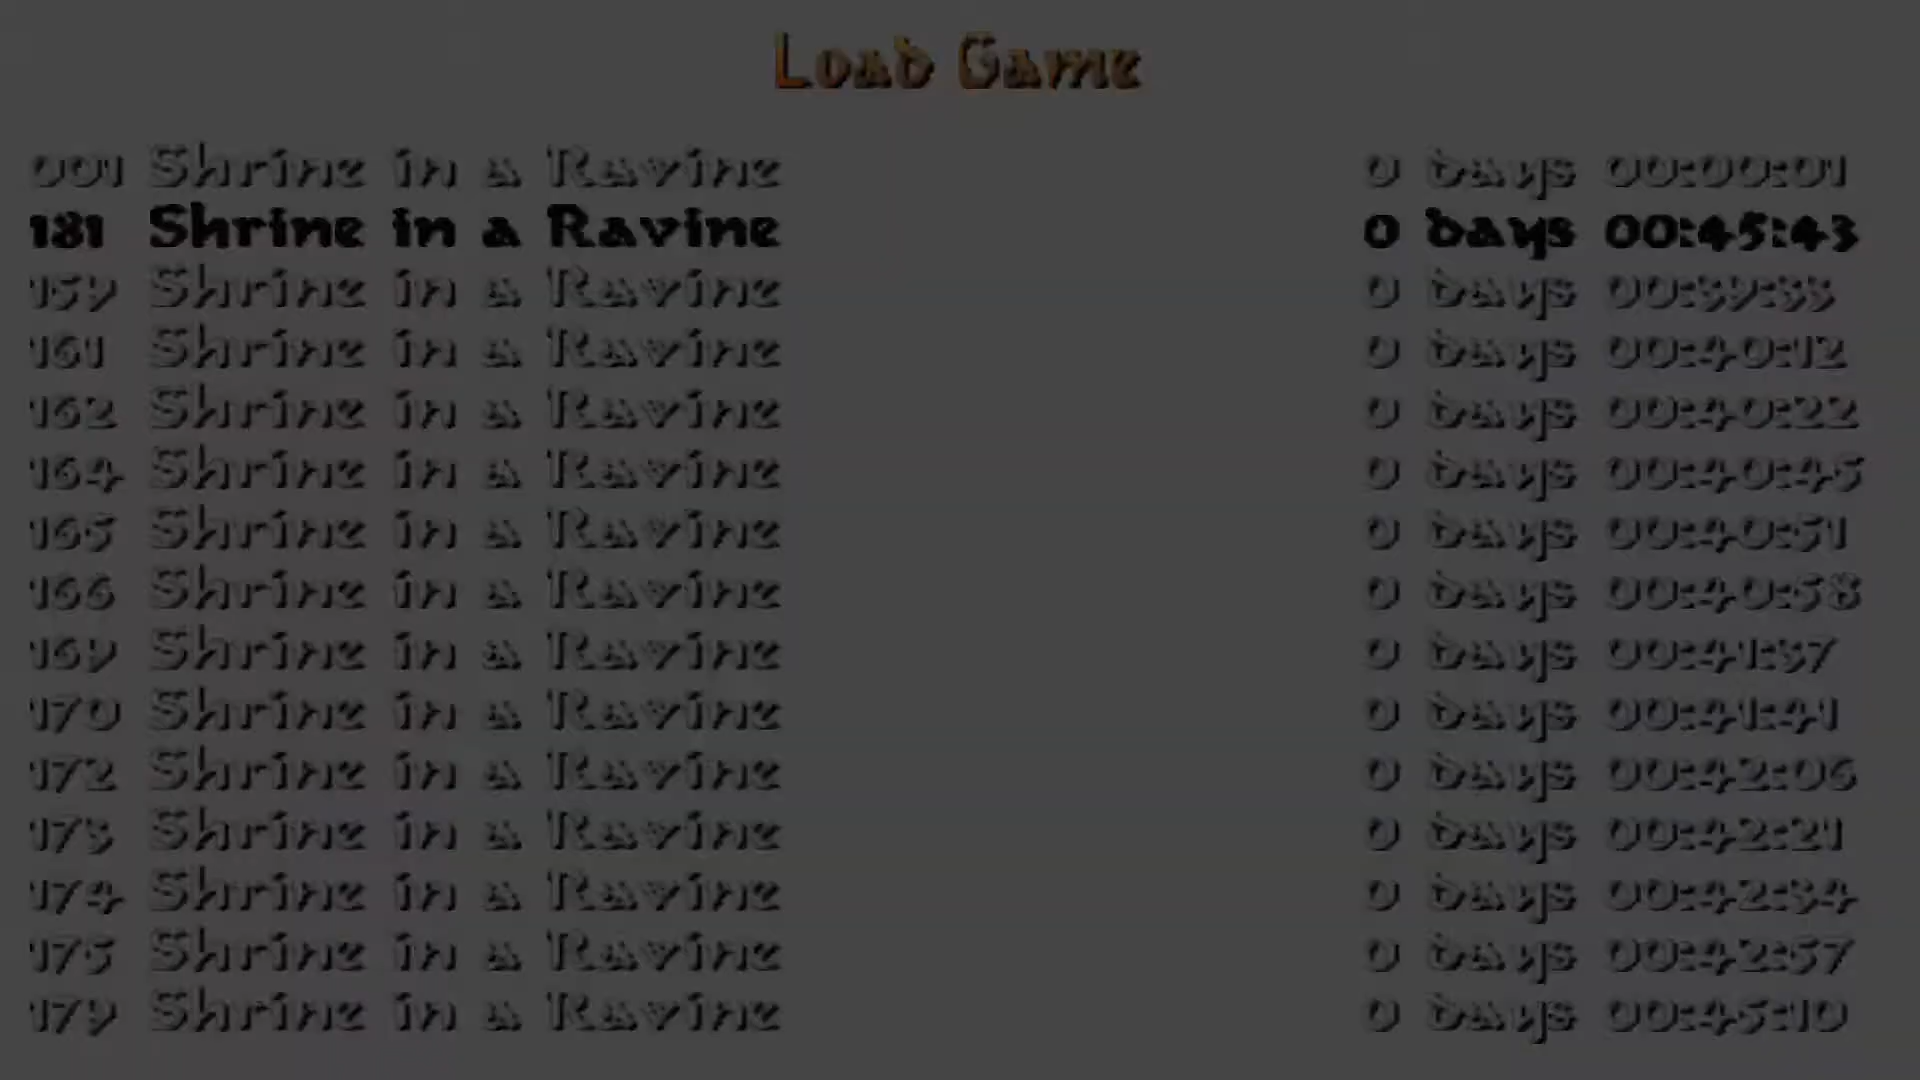 Load Game
001 Shrine in a Ravine 0 days 00:00:01
181 Shrine in a Ravine 0 days 00:45:43
159 Shrine in a Ravine 0 days 00:39:33
161 Shrine in a Ravine 0 days 00:40:12
162 Shrine in a Ravine 0 days 00:40:22
164 Shrine in a Ravine 0 days 00:40:45
165 Shrine in a Ravine 0 days 00:40:51
166 Shrine in a Ravine 0 days 00:40:58
169 Shrine in a Ravine 0 days 00:41:37
170 Shrine in a Ravine 0 days 00:41:41
172 Shrine in a Ravine 0 days 00:42:06
173 Shrine in a Ravine 0 days 00:42:21
174 Shrine in a Ravine 0 days 00:42:34
175 Shrine in a Ravine 0 days 00:42:57
179 Shrine in a Ravine 0 days 00:45:10